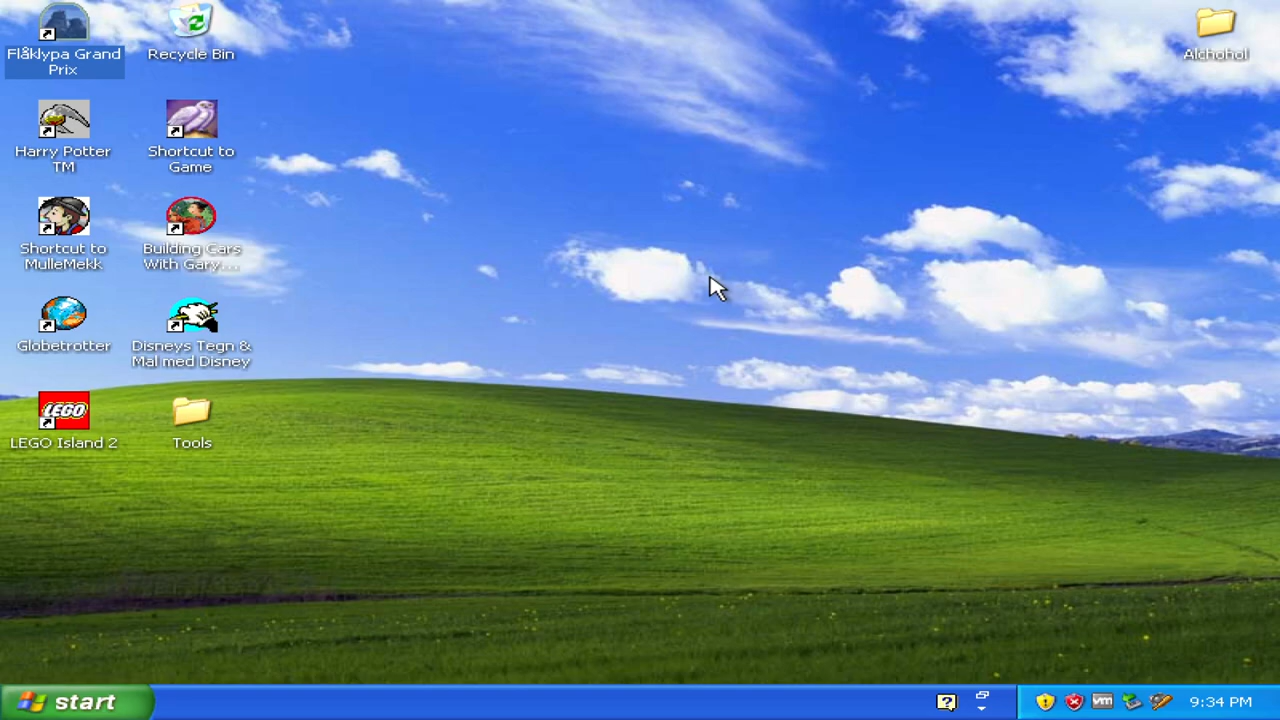 Flåklypa Grand
Prix
Recycle Bin
Alchohol
Harry Potter
TM
Shortcut to
Game
Shortcut to
MulleMekk
Building Cars
With Gary...
Globetrotter
Disneys Tegn &
Mal med Disney
LEGO
LEGO Island 2
Tools
start
?
vm
9:34 PM